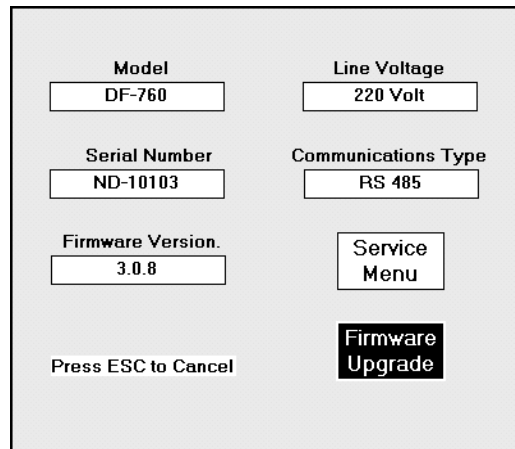 Model
DF-760
Line Voltage
220 Volt
Serial Number
ND-10103
Communications Type
RS 485
Firmware Version.
3.0.8
Service
Menu
Press ESC to Cancel
Firmware
Upgrade